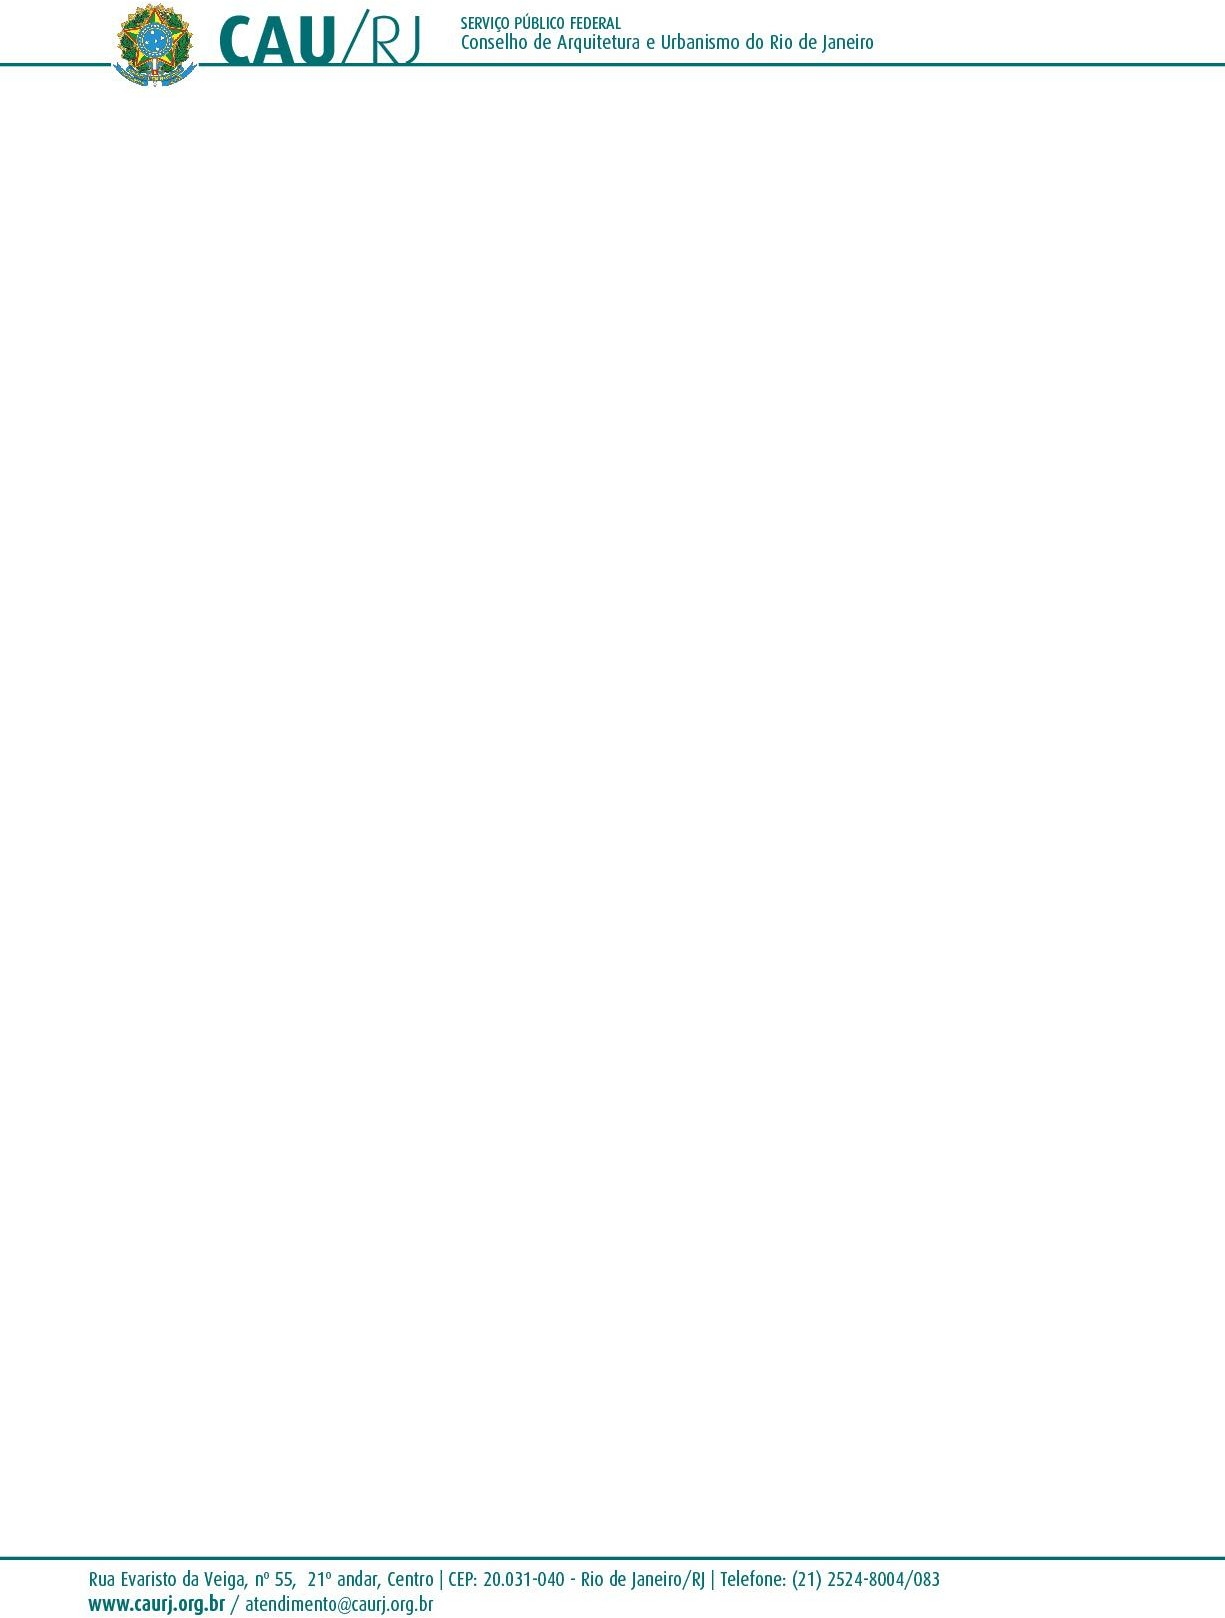 CAU/RJ
SERVIÇO PÚBLICO FEDERAL
Conselho de Arquitetura e Urbanismo do Rio de Janeiro
Rua Evaristo da Veiga, nº 55,  21º andar, Centro | CEP: 20.031-040 - Rio de Janeiro/RJ | Telefone: (21) 2524-8004/083
www.caurj.org.br / atendimento@caurj.org.br